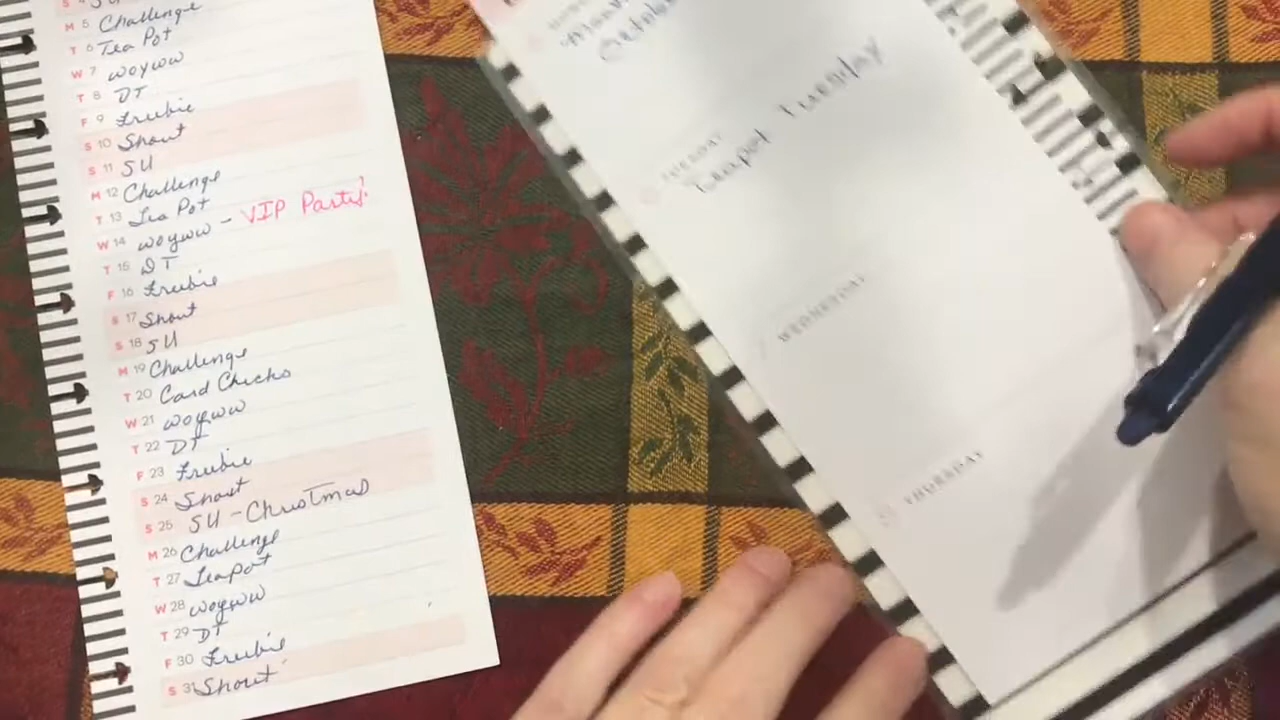 S 4 SU
M 5 Challenge
T 6 Tea Pot
W 7 woyww
T 8 DT
F 9 Freebie
S 10 Shout
S 11 SU
M 12 Challenge
T 13 Tea Pot
W 14 woyww - VIP Party!
T 15 DT
F 16 Freebie
S 17 Shout
S 18 SU
M 19 Challenge
T 20 Card Chicks
W 21 woyww
T 22 DT
F 23 Freebie
S 24 Shout
S 25 SU - Christmas
M 26 Challenge
T 27 Teapot
W 28 woyww
T 29 DT
F 30 Freebie
S 31 Shout
TUESDAY
Teapot Tuesday
WEDNESDAY
THURSDAY